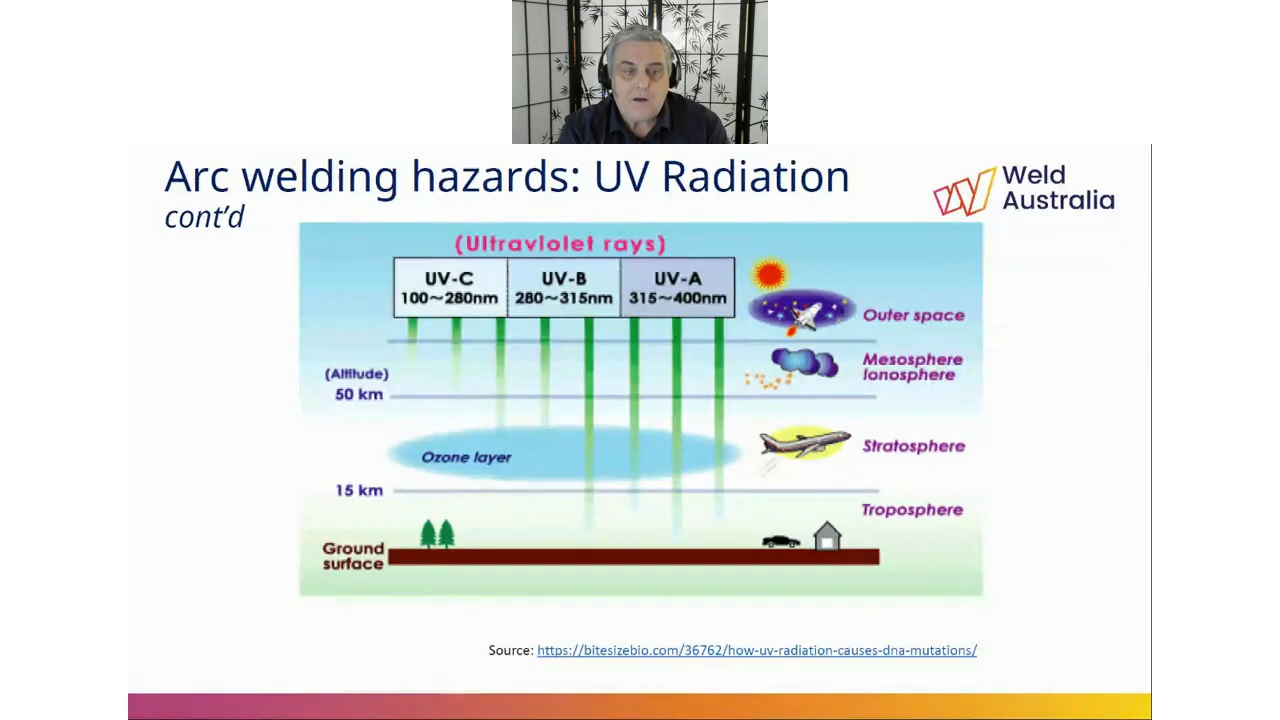 Arc welding hazards: UV Radiation
cont'd
Weld
Australia
(Ultraviolet rays)
UV-C
100~280nm
UV-B
280~315nm
UV-A
315~400nm
Outer space
Mesosphere
Ionosphere
(Altitude)
50 km
Ozone layer
Stratosphere
15 km
Troposphere
Ground
surface
Source: https://bitesizebio.com/36762/how-uv-radiation-causes-dna-mutations/